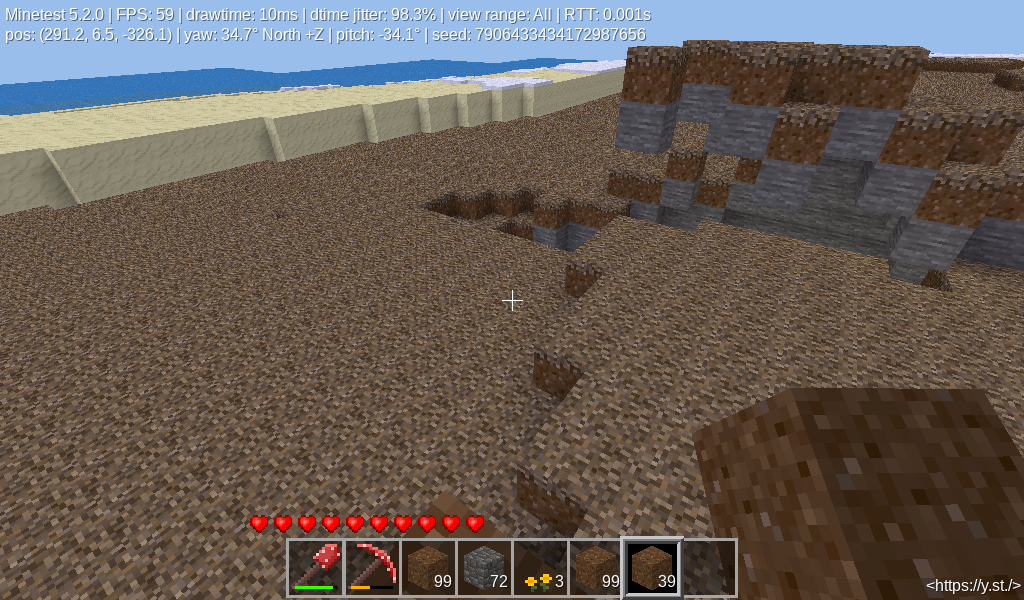 Minetest 5.2.0 | FPS: 59 | drawtime: 10ms | dtime jitter: 98.3% | view range: All | RTT: 0.001s
pos: (291.2, 6.5, -326.1) | yaw: 34.7° North +Z | pitch: -34.1° | seed: 7906433434172987656
99 72 3 99 39
<https://y.st./>